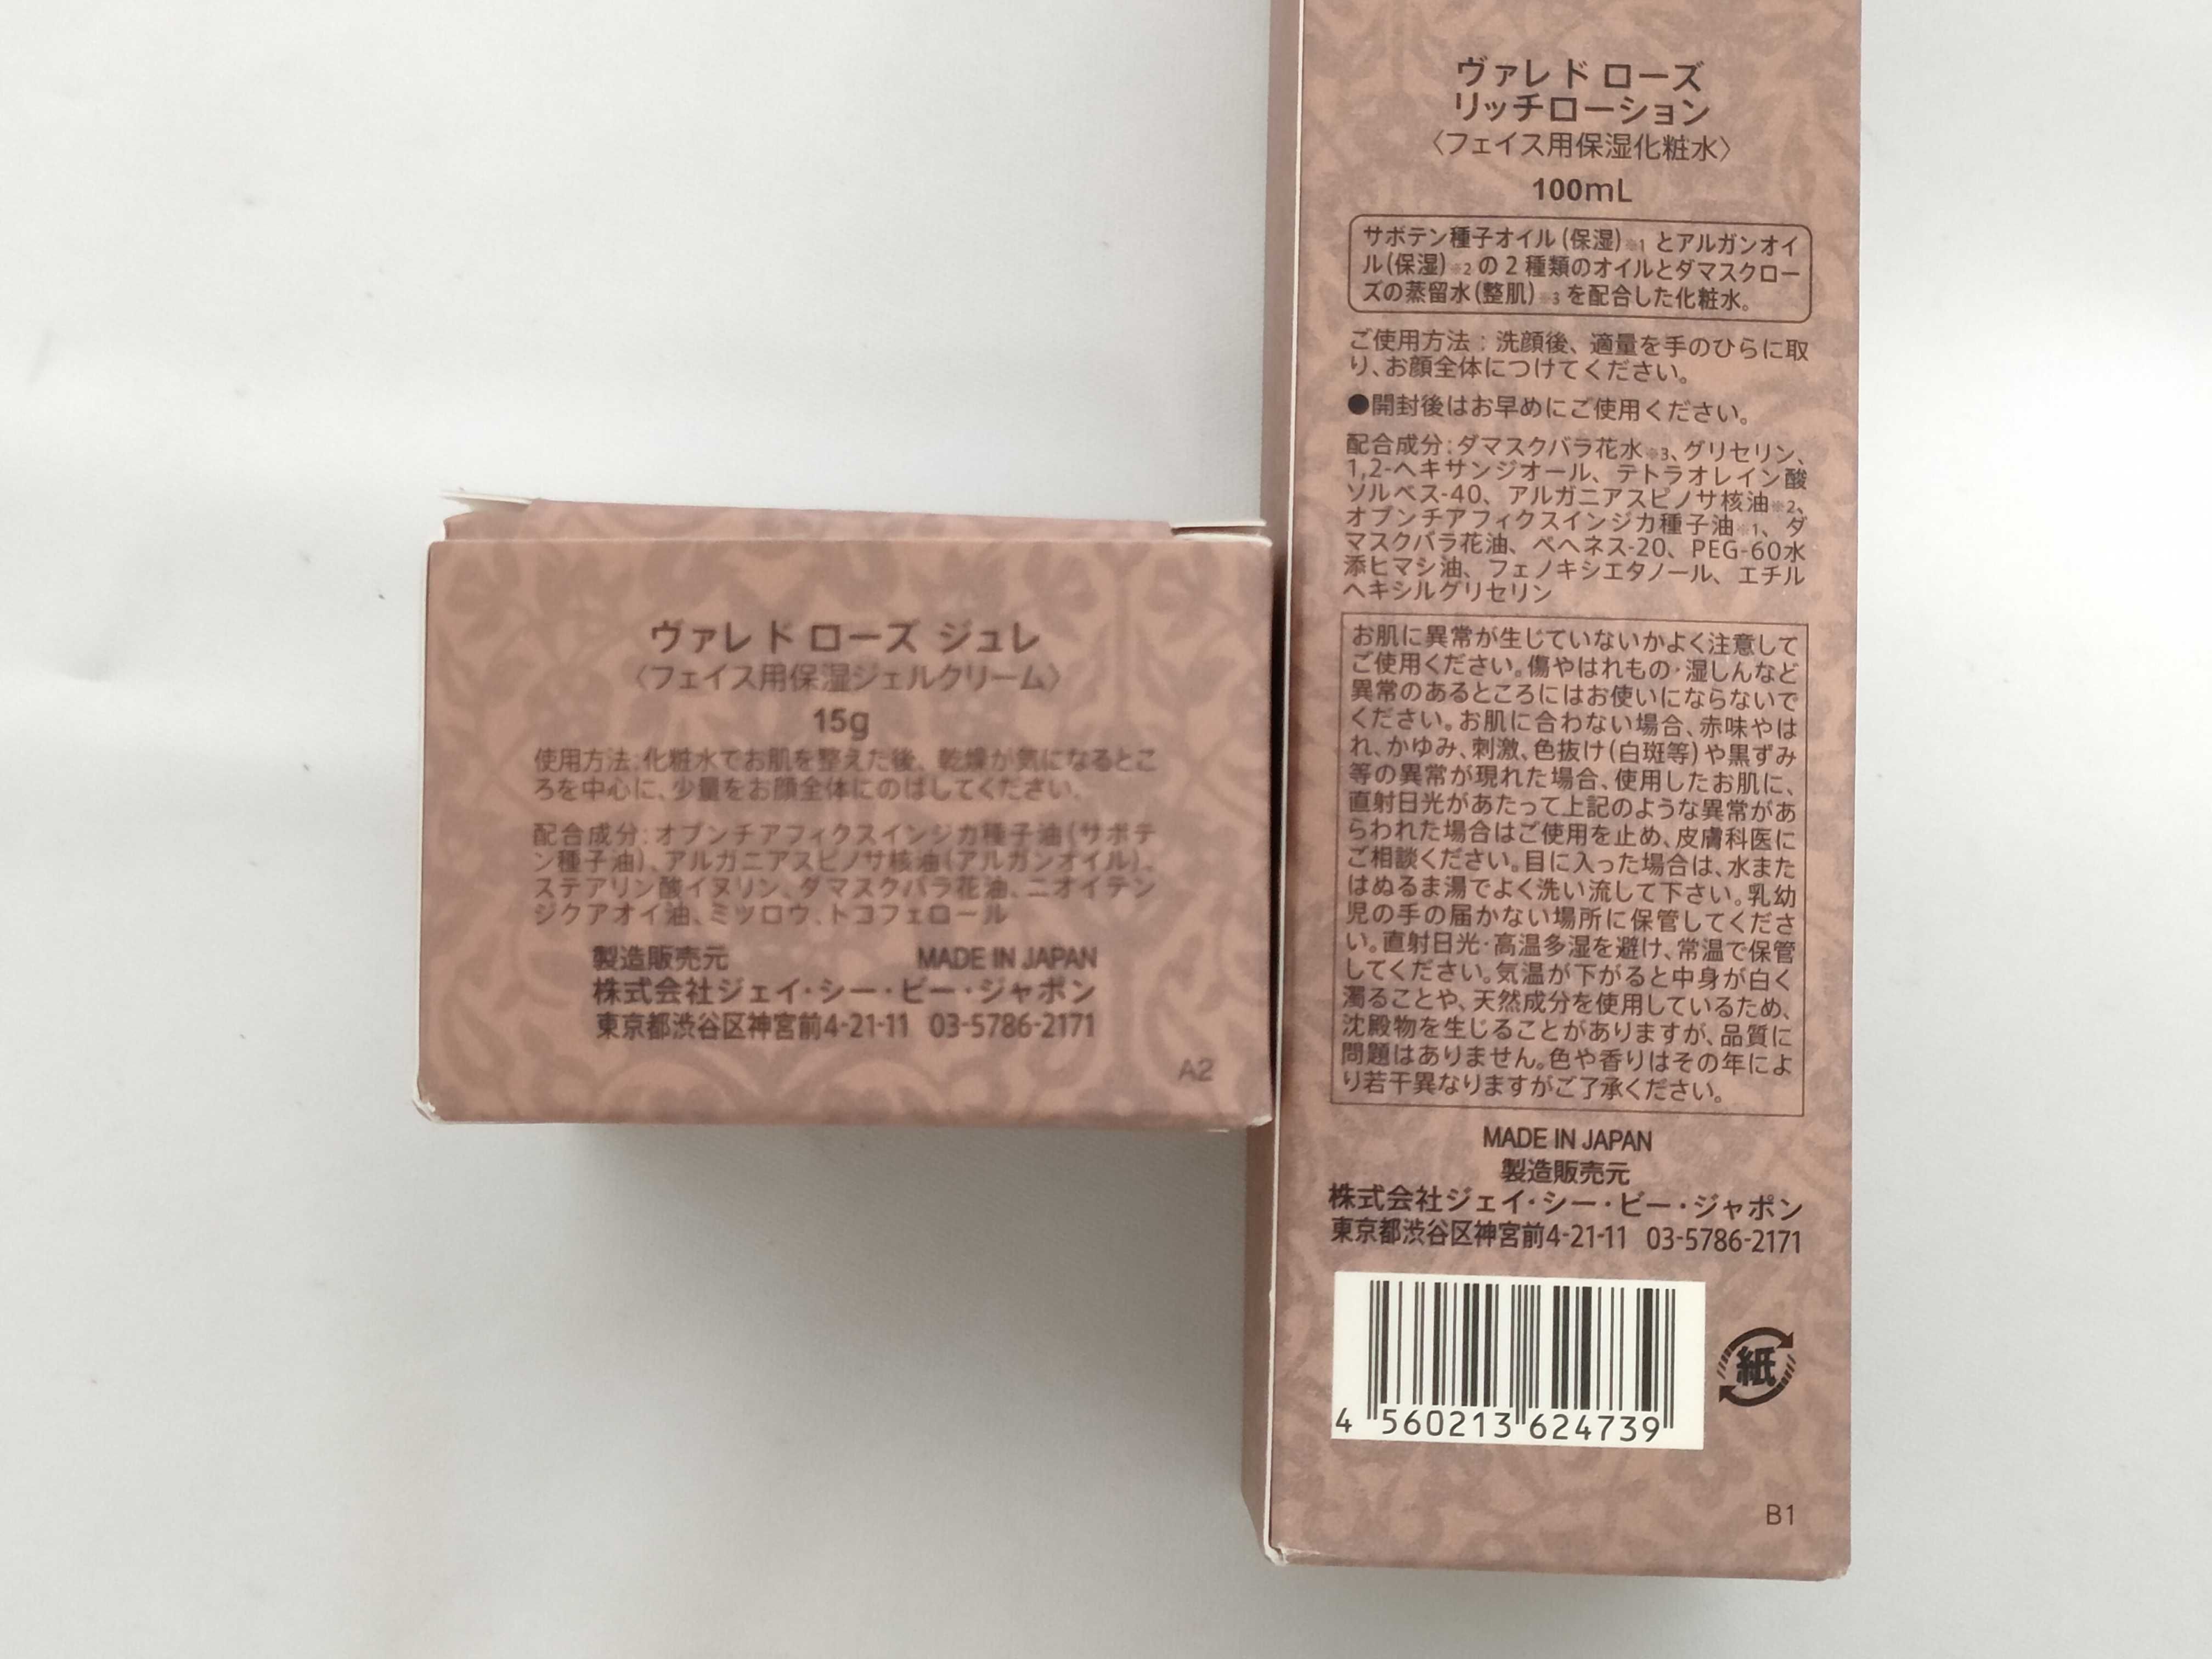 ヴァレド ローズ ジュレ
〈フェイス用保湿ジェルクリーム〉
15g
使用方法:化粧水でお肌を整えた後、乾燥が気になるとこ
ろを中心に、少量をお顔全体にのばしてください。
配合成分:オプンチアフィクスインジカ種子油(サボテ
ン種子油)、アルガニアスピノサ核油(アルガンオイル)、
ステアリン酸イヌリン、ダマスクバラ花油、ニオイテン
ジクアオイ油、ミツロウ、トコフェロール
製造販売元 MADE IN JAPAN
株式会社ジェイ・シー・ビー・ジャポン
東京都渋谷区神宮前4-21-11 03-5786-2171
A2
ヴァレド ローズ
リッチローション
〈フェイス用保湿化粧水〉
100mL
サボテン種子オイル(保湿)※1 とアルガンオイ
ル(保湿)※2 の2種類のオイルとダマスクロー
ズの蒸留水(整肌)※3 を配合した化粧水。
ご使用方法:洗顔後、適量を手のひらに取
り、お顔全体につけてください。
●開封後はお早めにご使用ください。
配合成分:ダマスクバラ花水※3、グリセリン、
1,2-ヘキサンジオール、テトラオレイン酸
ソルベス-40、アルガニアスピノサ核油※2、
オプンチアフィクスインジカ種子油※1、ダ
マスクバラ花油、ベヘネス-20、PEG-60水
添ヒマシ油、フェノキシエタノール、エチル
ヘキシルグリセリン
お肌に異常が生じていないかよく注意して
ご使用ください。傷やはれもの・湿しんなど
異常のあるところにはお使いにならないで
ください。お肌に合わない場合、赤味やは
れ、かゆみ、刺激、色抜け(白斑等)や黒ずみ
等の異常が現れた場合、使用したお肌に、
直射日光があたって上記のような異常があ
らわれた場合はご使用を止め、皮膚科医に
ご相談ください。目に入った場合は、水また
はぬるま湯でよく洗い流して下さい。乳幼
児の手の届かない場所に保管してくださ
い。直射日光・高温多湿を避け、常温で保管
してください。気温が下がると中身が白く
濁ることや、天然成分を使用しているため、
沈殿物を生じることがありますが、品質に
問題はありません。色や香りはその年によ
り若干異なりますがご了承ください。
MADE IN JAPAN
製造販売元
株式会社ジェイ・シー・ビー・ジャポン
東京都渋谷区神宮前4-21-11 03-5786-2171
4 560213 624739
紙
B1